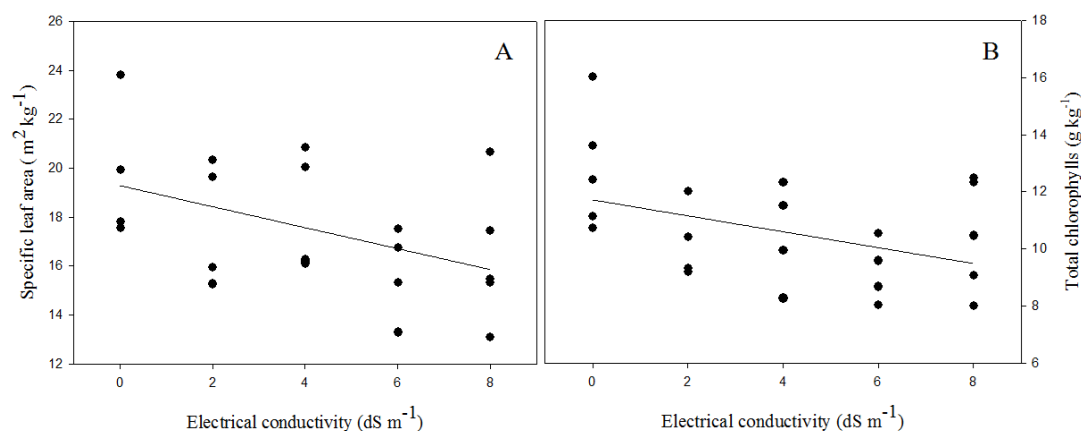 A
Specific leaf area ( m² kg⁻¹)
26
24
22
20
18
16
14
12
0 2 4 6 8
Electrical conductivity (dS m⁻¹)
B
18
16
14
12
10
8
6
Total chlorophylls (g kg⁻¹)
0 2 4 6 8
Electrical conductivity (dS m⁻¹)